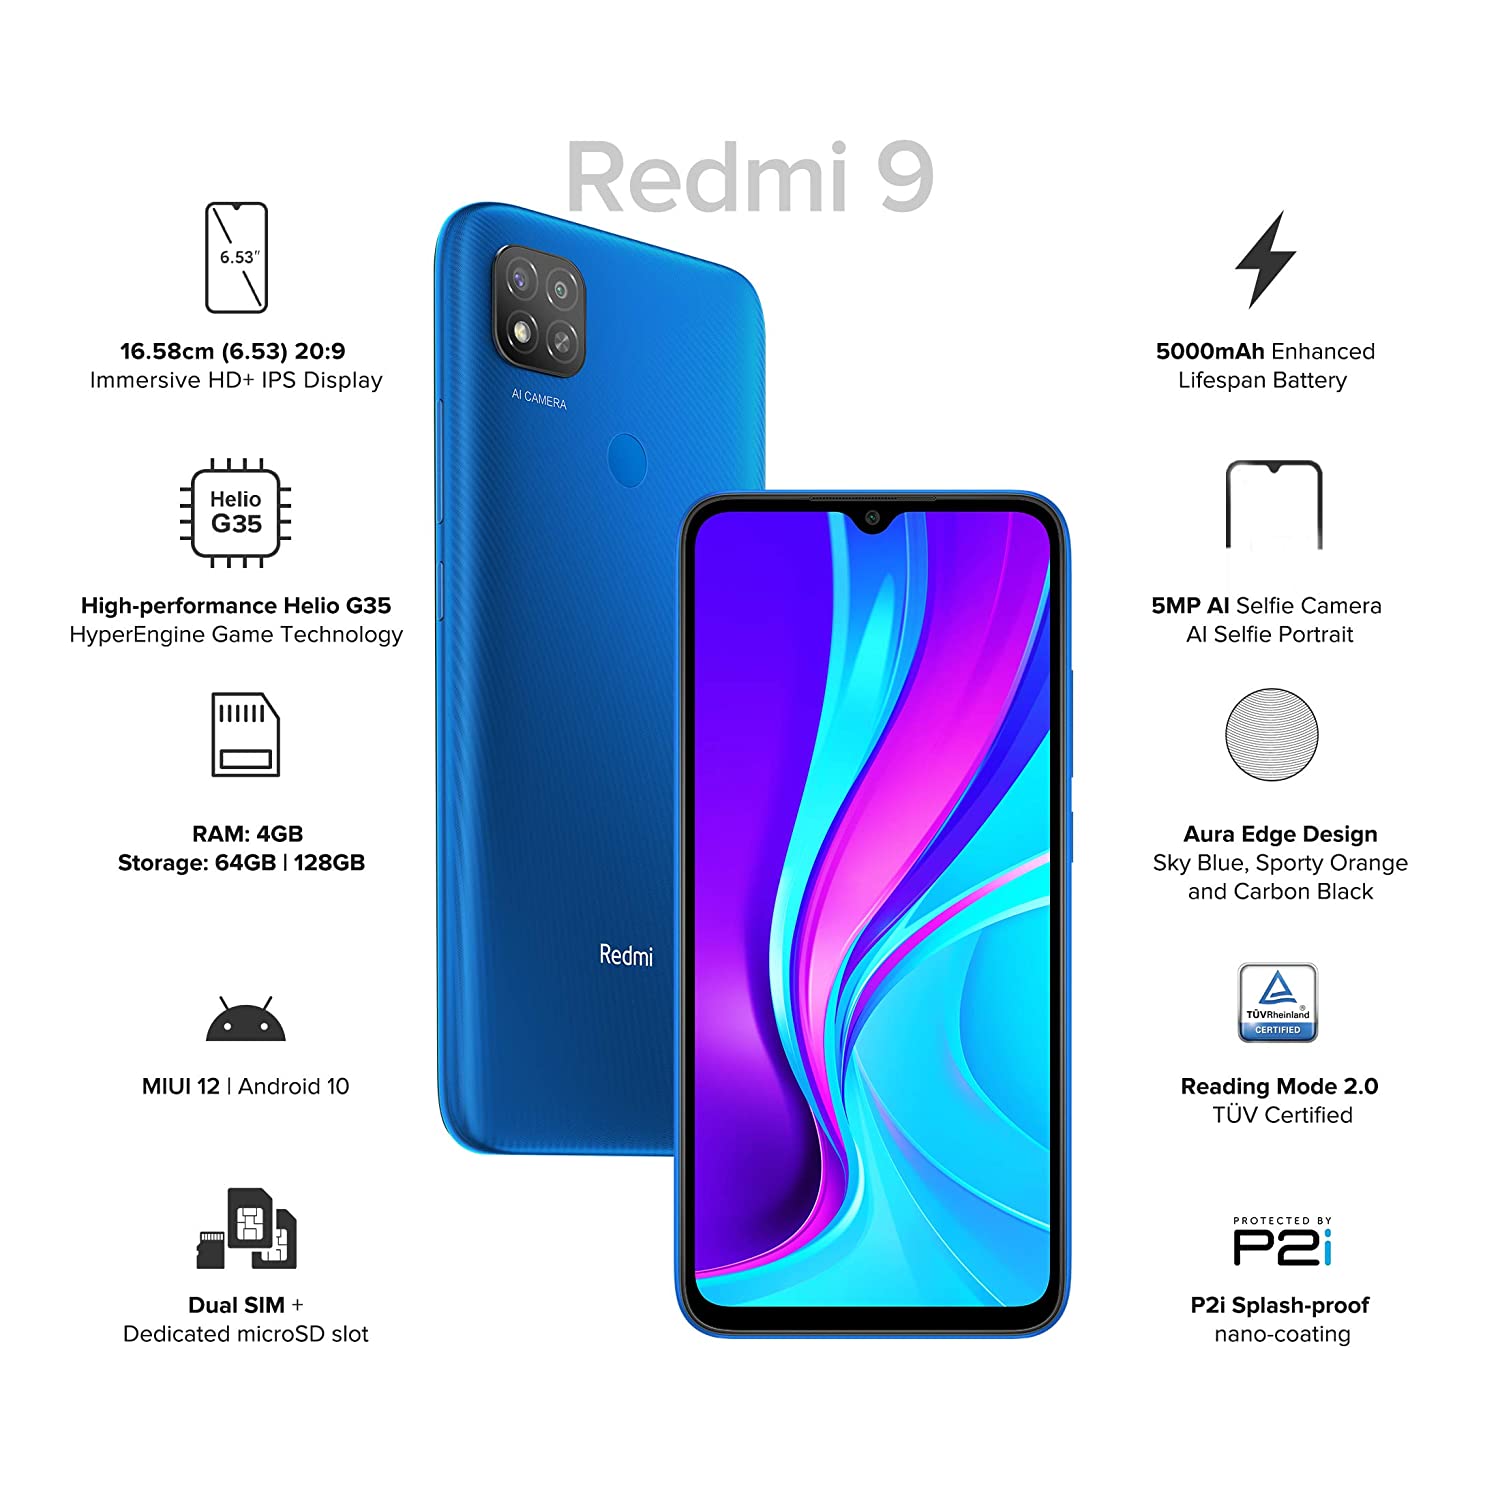 Redmi 9
6.53"
16.58cm (6.53) 20:9
Immersive HD+ IPS Display
Helio
G35
High-performance Helio G35
HyperEngine Game Technology
RAM: 4GB
Storage: 64GB | 128GB
MIUI 12 | Android 10
Dual SIM +
Dedicated microSD slot
AI CAMERA
Redmi
5000mAh Enhanced
Lifespan Battery
5MP AI Selfie Camera
AI Selfie Portrait
Aura Edge Design
Sky Blue, Sporty Orange
and Carbon Black
TÜVRheinland®
CERTIFIED
Reading Mode 2.0
TÜV Certified
PROTECTED BY
P2i
P2i Splash-proof
nano-coating